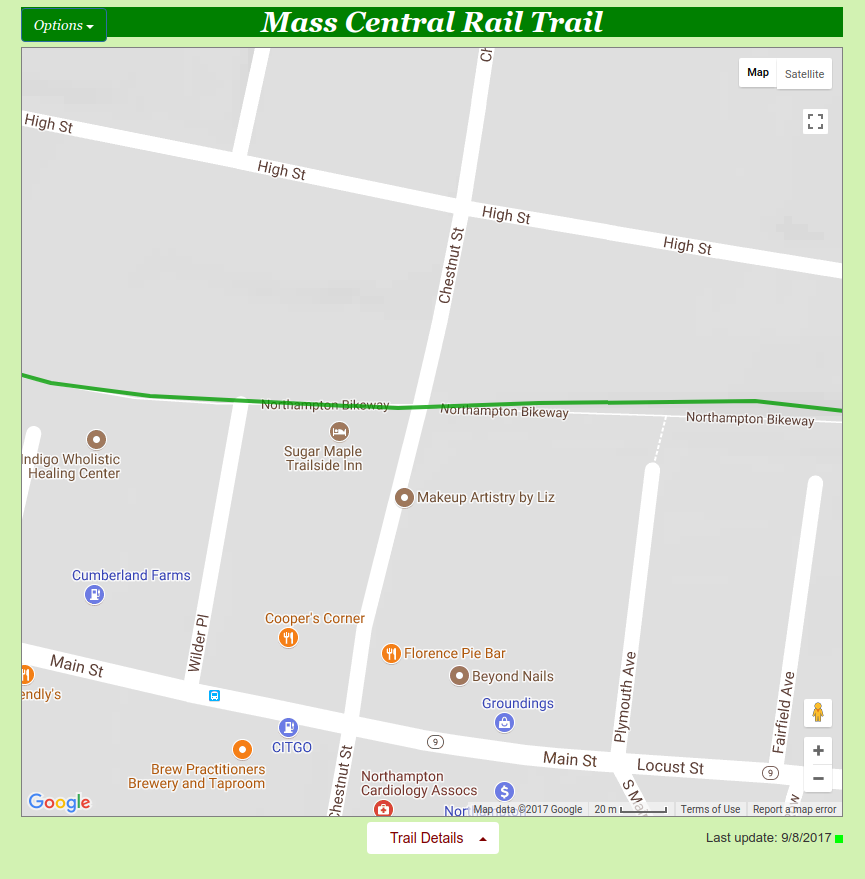 Options
Mass Central Rail Trail
Map
Satellite
Ch
High St
High St
High St
High St
Chestnut St
Northampton Bikeway
Northampton Bikeway
Northampton Bikeway
Indigo Wholistic
Healing Center
Sugar Maple
Trailside Inn
Makeup Artistry by Liz
Cumberland Farms
Wilder Pl
Cooper's Corner
Florence Pie Bar
Beyond Nails
Groundings
Plymouth Ave
Fairfield Ave
Main St
endly's
CITGO
9
Main St
Locust St
9
Brew Practitioners
Brewery and Taproom
Chestnut St
Northampton
Cardiology Assocs
$
S Ma
Google
Map data ©2017 Google
20 m
Terms of Use
Report a map error
Trail Details
Last update: 9/8/2017